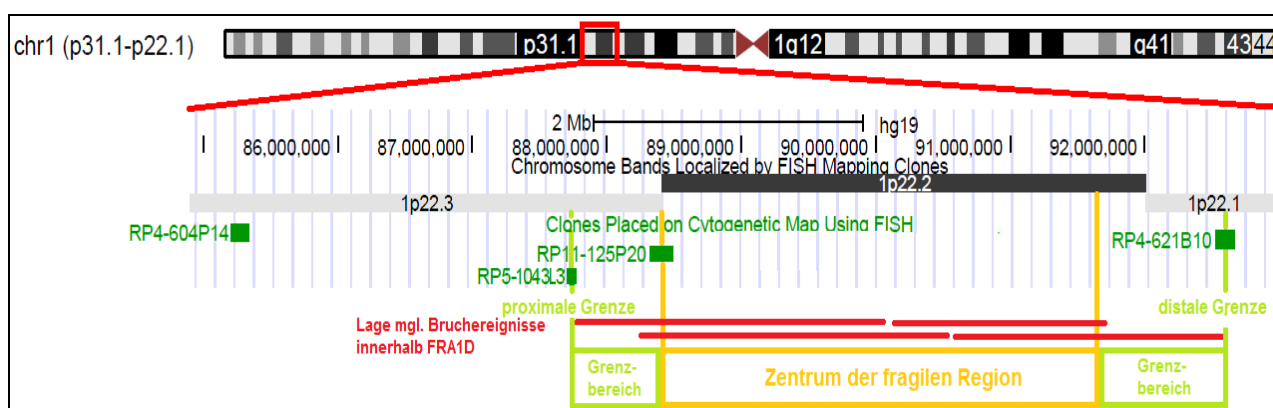 chr1 (p31.1-p22.1) p31.1 1q12 q41 43 44
2 Mb hg19
86,000,000 87,000,000 88,000,000 89,000,000 90,000,000 91,000,000 92,000,000
Chromosome Bands Localized by FISH Mapping Clones
1p22.2
1p22.3 1p22.1
Clones Placed on Cytogenetic Map Using FISH
RP4-604P14 RP4-621B10
RP11-125P20
RP5-1043L3
proximale Grenze distale Grenze
Lage mgl. Bruchereignisse
innerhalb FRA1D
Grenz-
bereich
Zentrum der fragilen Region
Grenz-
bereich